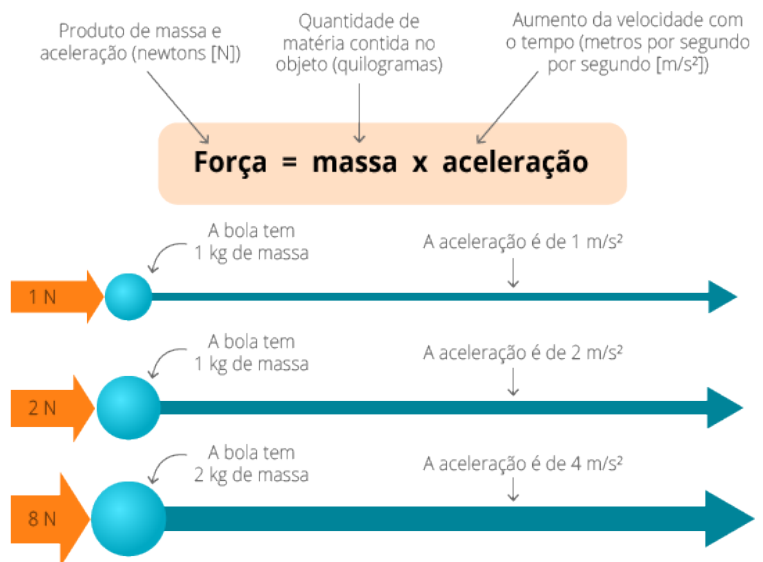 Produto de massa e
aceleração (newtons [N])
Quantidade de
matéria contida no
objeto (quilogramas)
Aumento da velocidade com
o tempo (metros por segundo
por segundo [m/s²])
Força = massa x aceleração
A bola tem
1 kg de massa
A aceleração é de 1 m/s²
1 N
A bola tem
1 kg de massa
A aceleração é de 2 m/s²
2 N
A bola tem
2 kg de massa
A aceleração é de 4 m/s²
8 N